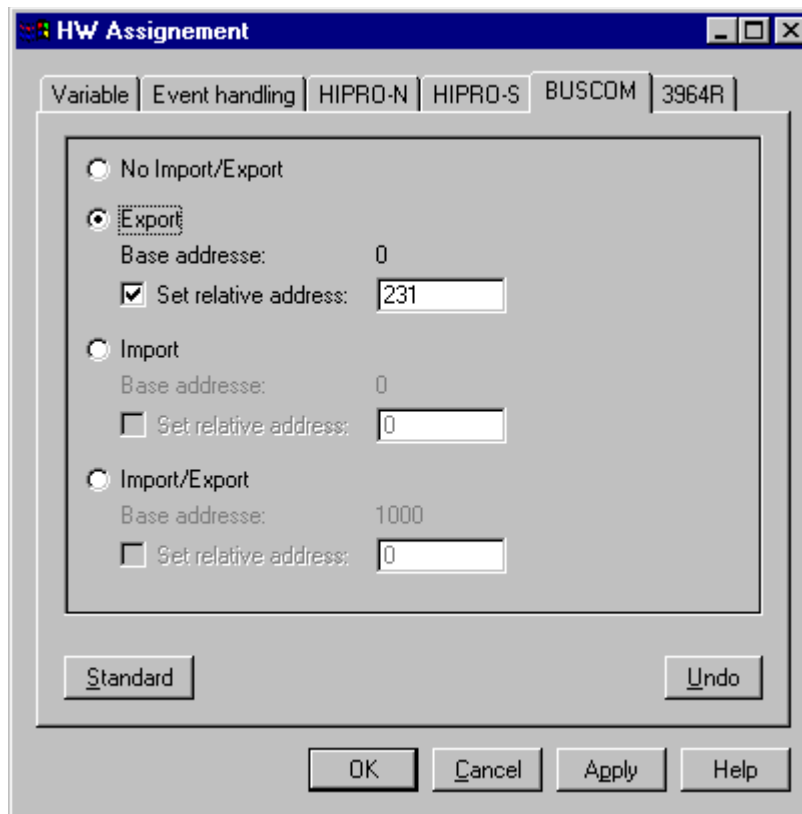 HW Assignement
Variable Event handling HIPRO-N HIPRO-S BUSCOM 3964R
No Import/Export
Export
Base addresse: 0
Set relative address: 231
Import
Base addresse: 0
Set relative address: 0
Import/Export
Base addresse: 1000
Set relative address: 0
Standard Undo
OK Cancel Apply Help